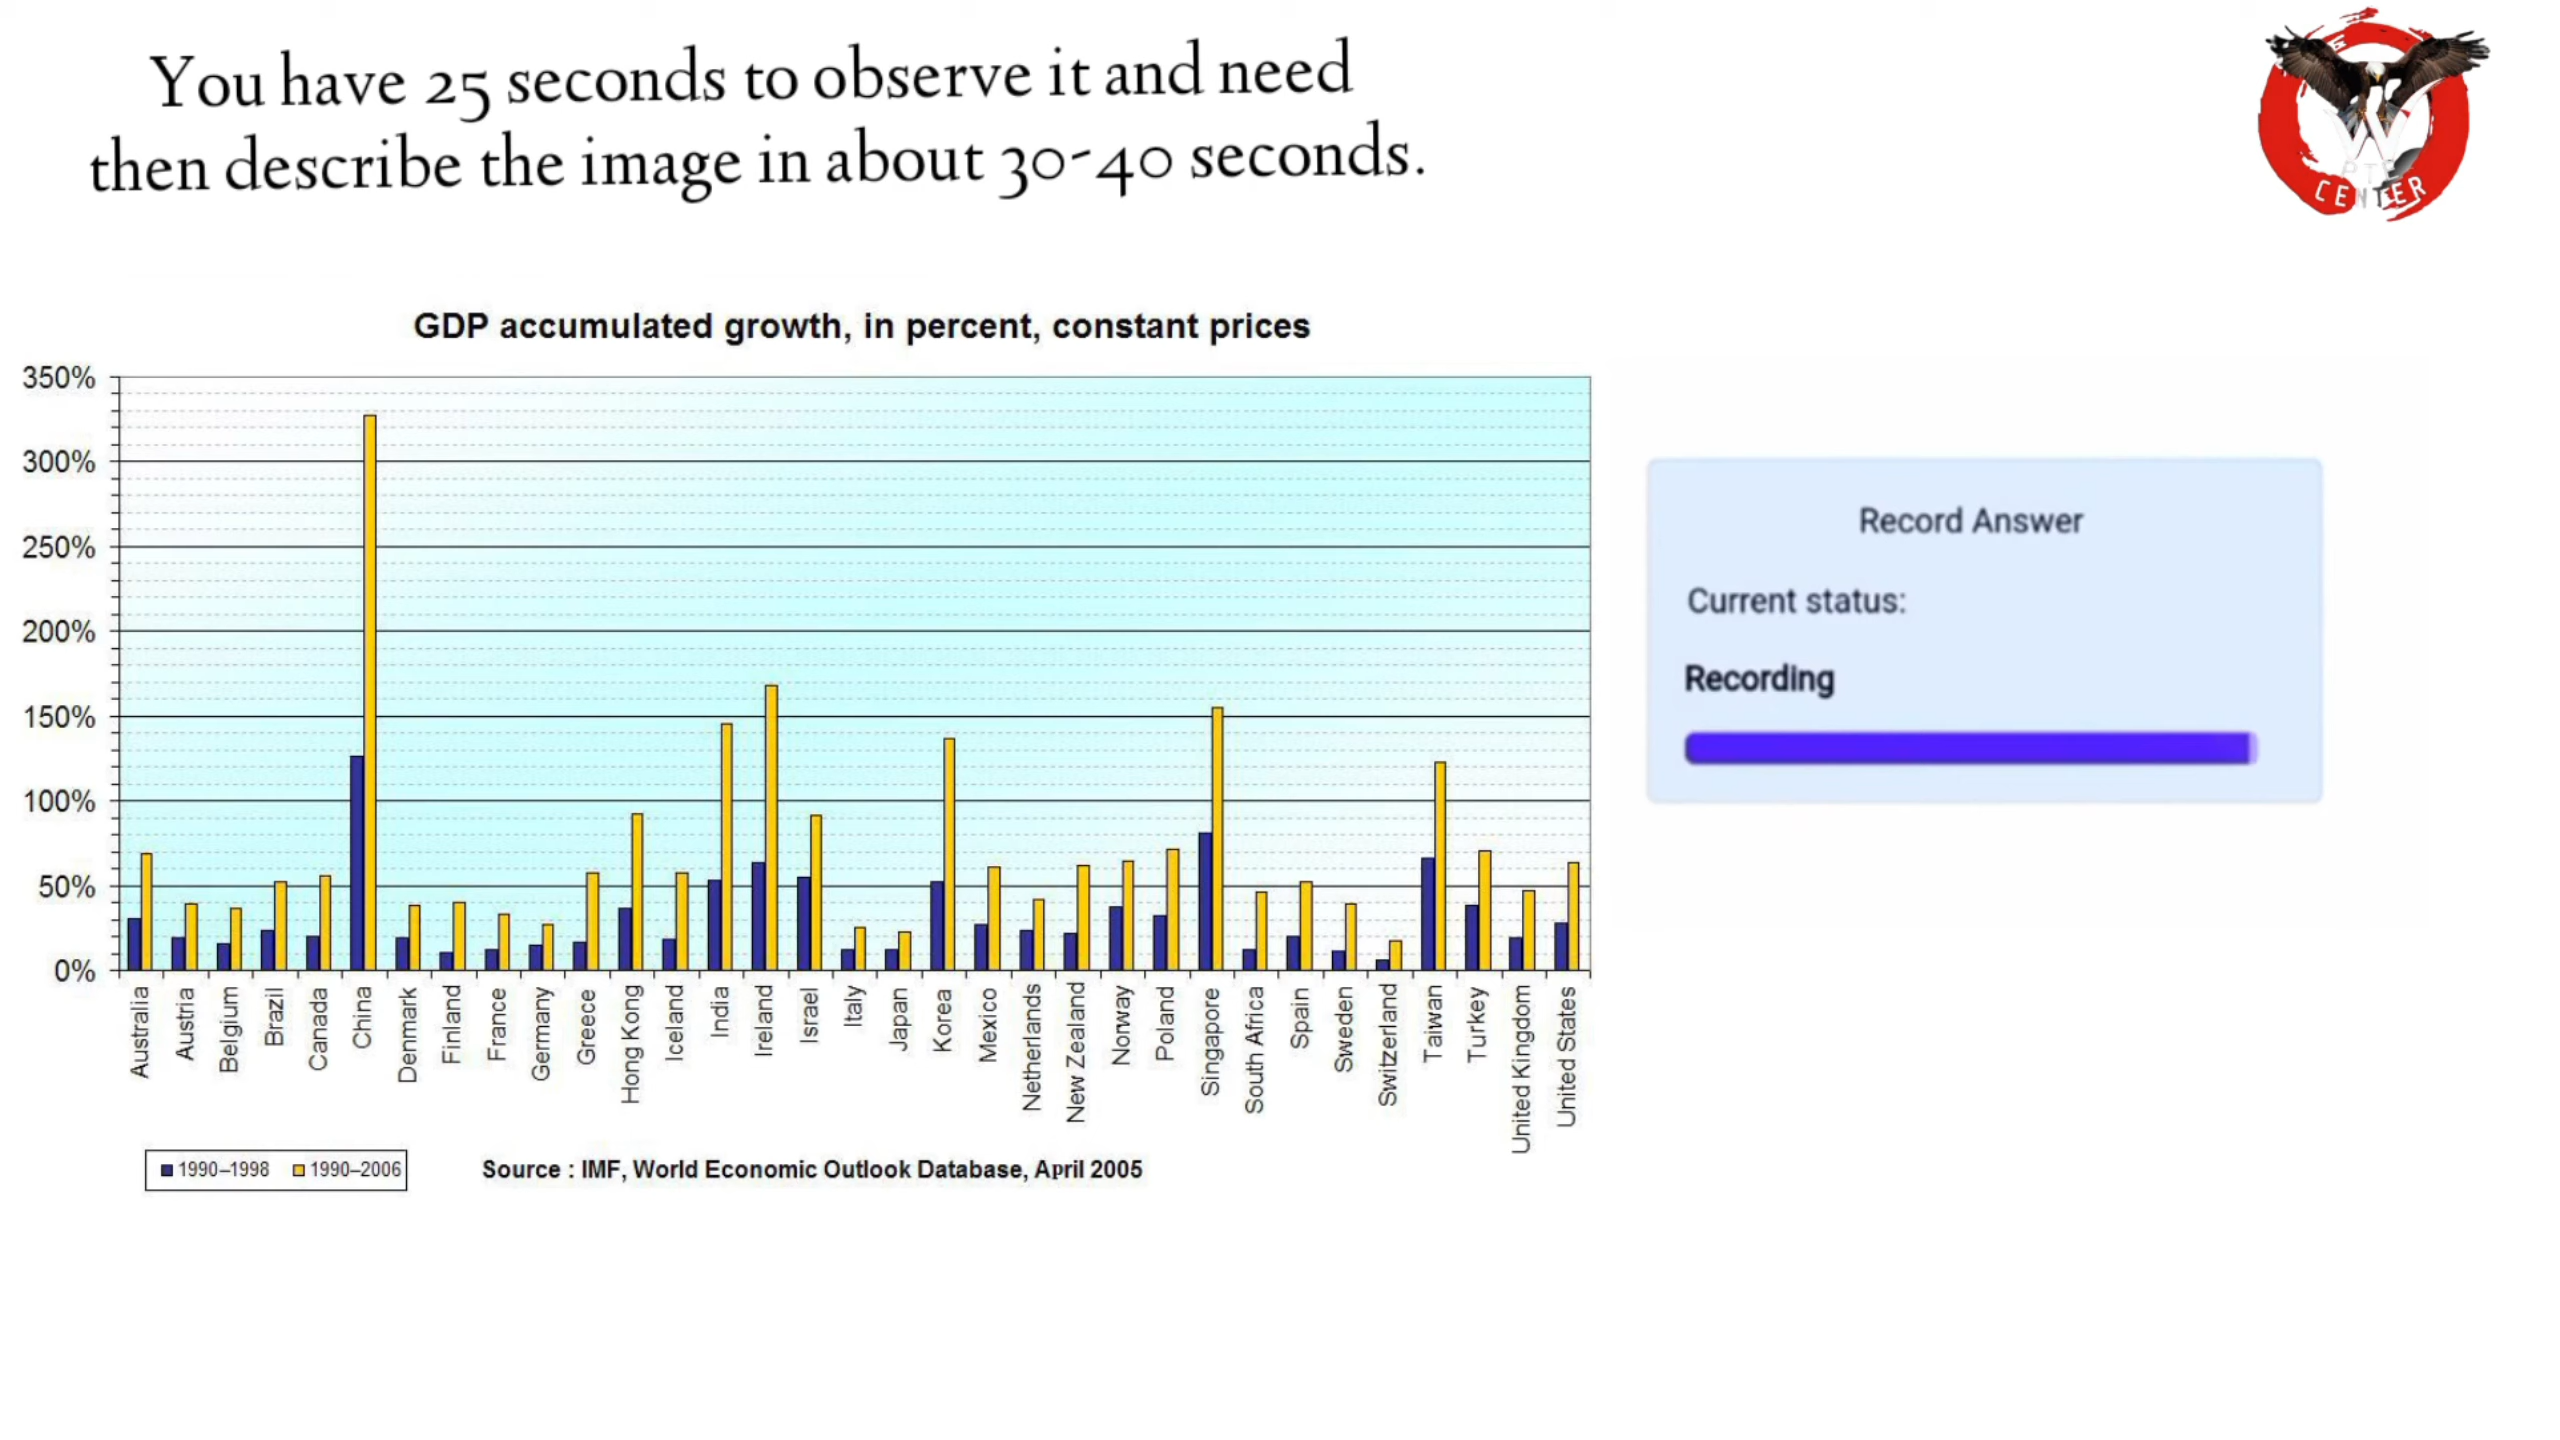 You have 25 seconds to observe it and need
then describe the image in about 30-40 seconds.
W
PTE
CENTER
GDP accumulated growth, in percent, constant prices
350%
300%
250%
200%
150%
100%
50%
0%
Australia
Austria
Belgium
Brazil
Canada
China
Denmark
Finland
France
Germany
Greece
Hong Kong
Iceland
India
Ireland
Israel
Italy
Japan
Korea
Mexico
Netherlands
New Zealand
Norway
Poland
Singapore
South Africa
Spain
Sweden
Switzerland
Taiwan
Turkey
United Kingdom
United States
1990–1998 1990–2006
Source : IMF, World Economic Outlook Database, April 2005
Record Answer
Current status:
Recording